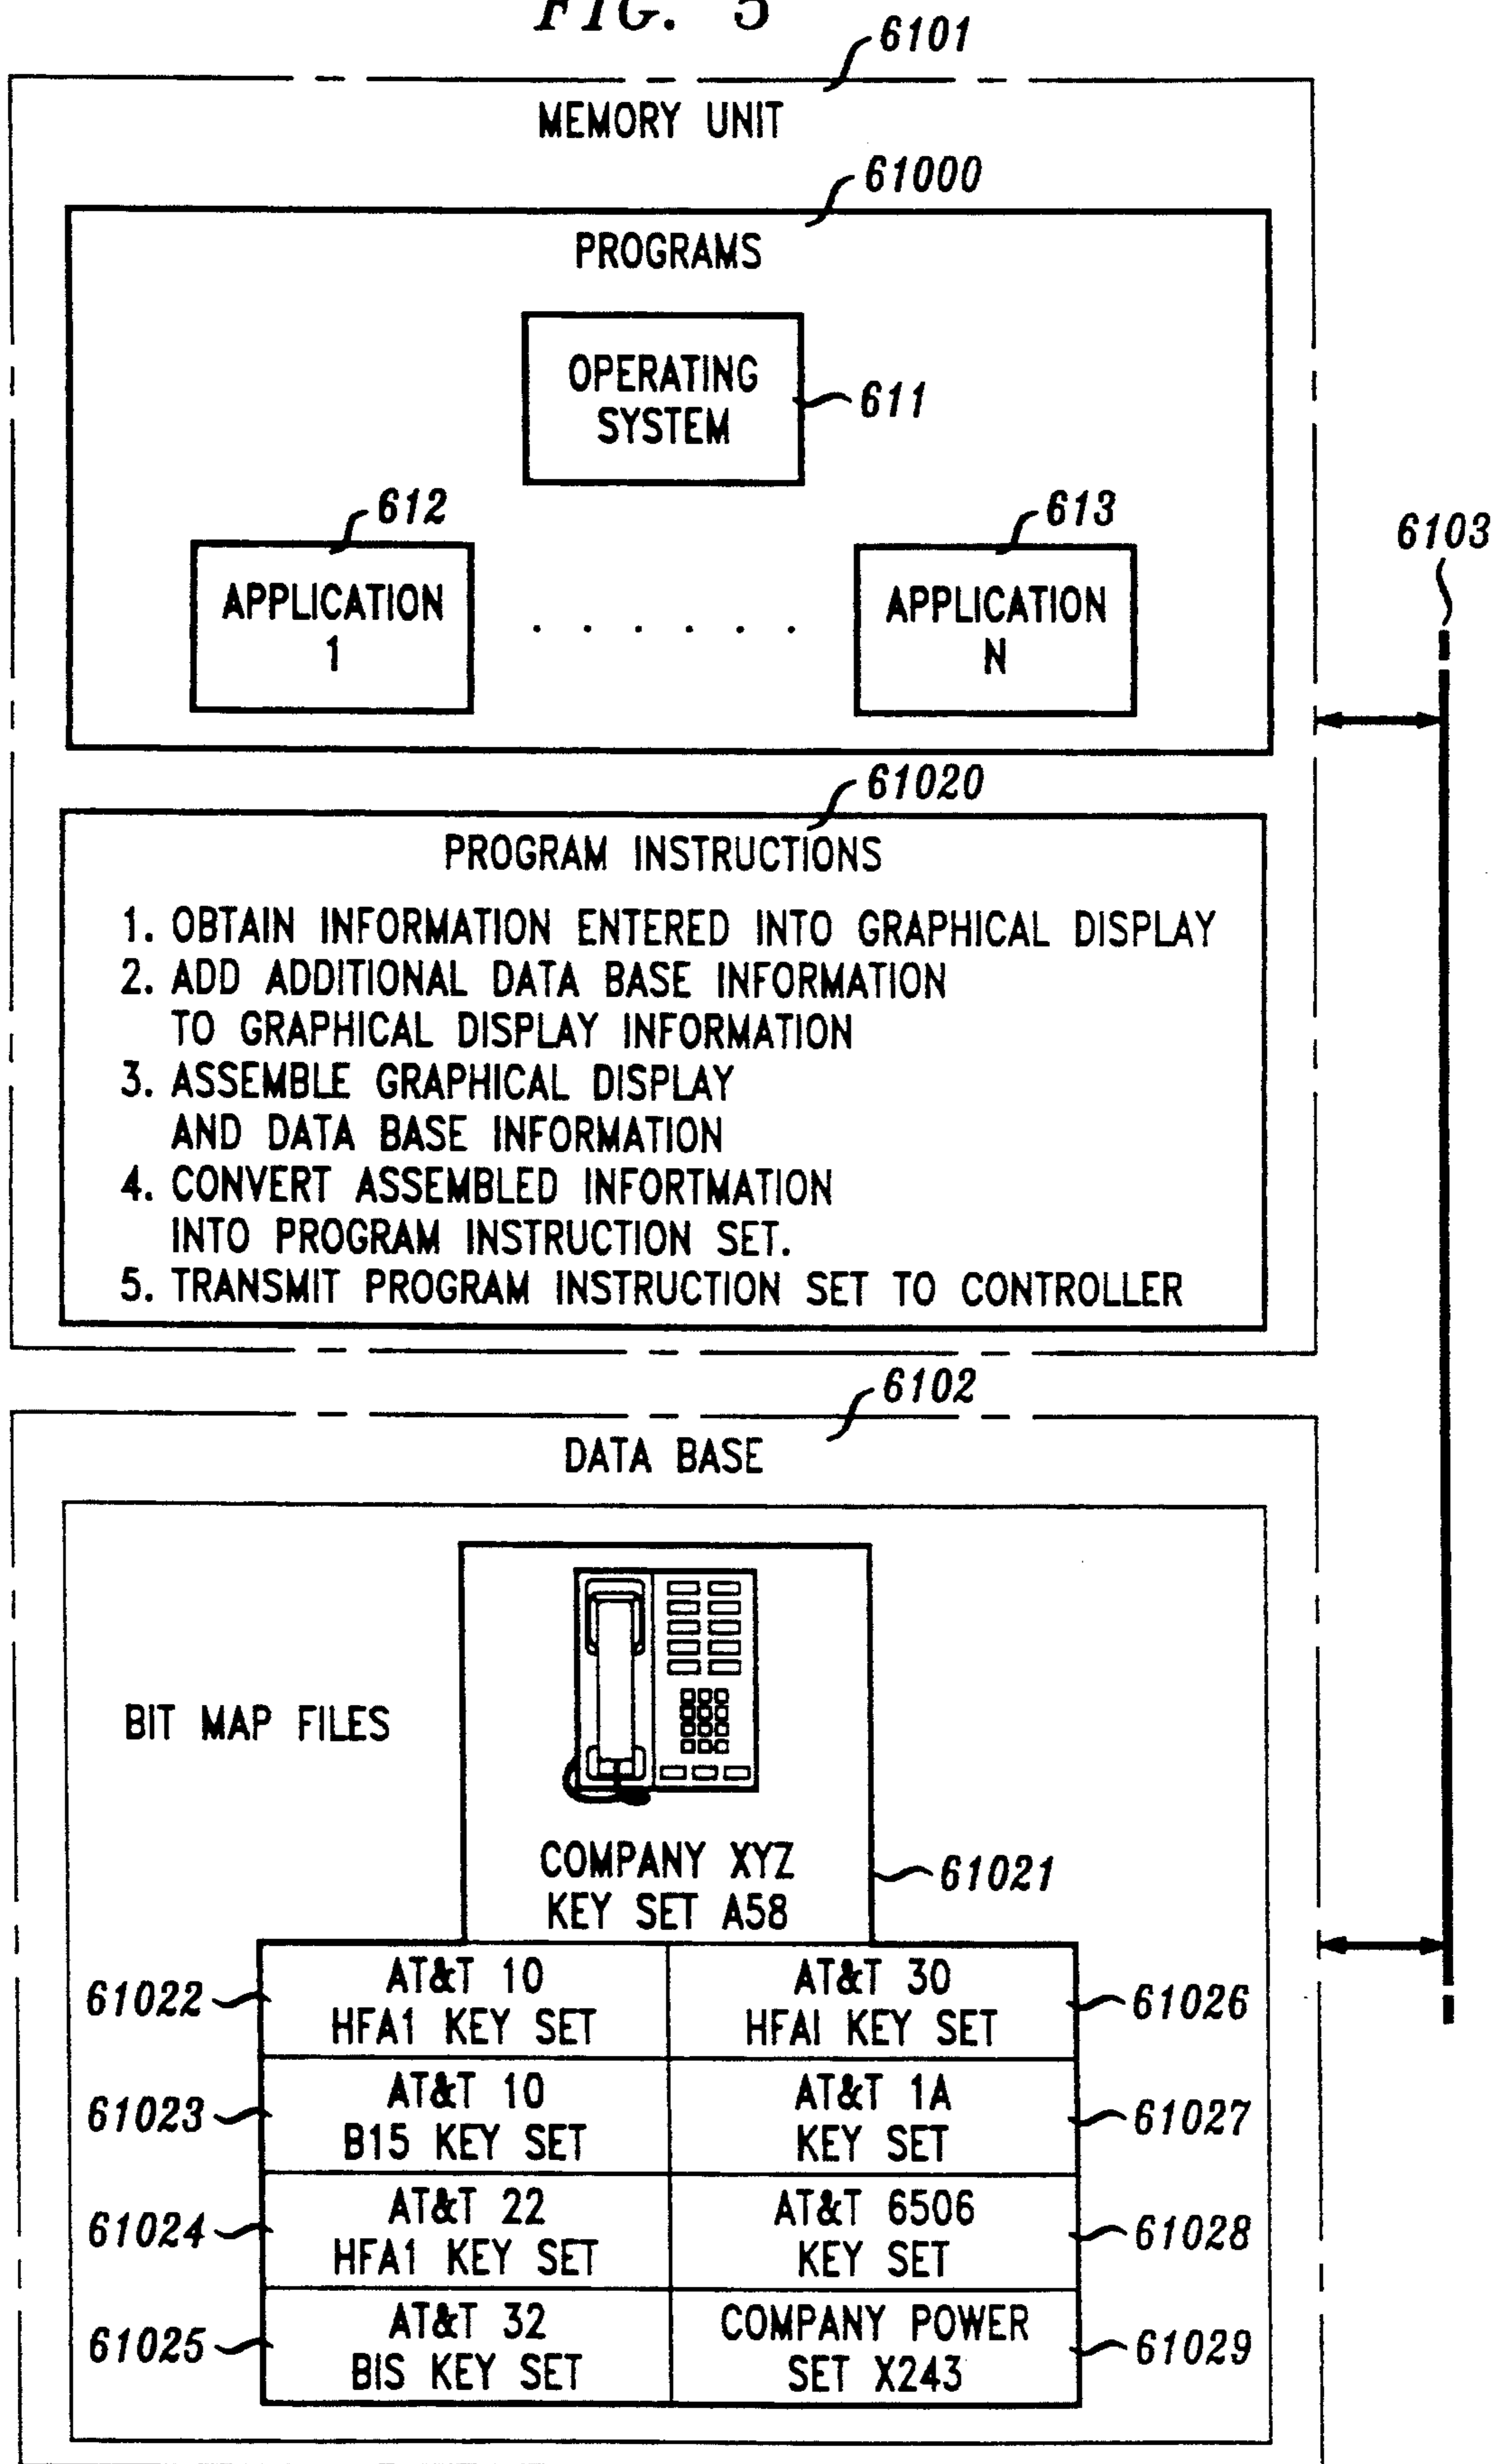 FIG. 5
6101
MEMORY UNIT
61000
PROGRAMS
OPERATING
SYSTEM
611
612
613
6103
APPLICATION
1
. . . . . .
APPLICATION
N
61020
PROGRAM INSTRUCTIONS
1. OBTAIN INFORMATION ENTERED INTO GRAPHICAL DISPLAY
2. ADD ADDITIONAL DATA BASE INFORMATION
TO GRAPHICAL DISPLAY INFORMATION
3. ASSEMBLE GRAPHICAL DISPLAY
AND DATA BASE INFORMATION
4. CONVERT ASSEMBLED INFORTMATION
INTO PROGRAM INSTRUCTION SET.
5. TRANSMIT PROGRAM INSTRUCTION SET TO CONTROLLER
6102
DATA BASE
BIT MAP FILES
COMPANY XYZ
KEY SET A58
61021
61022
AT&T 10
HFA1 KEY SET
AT&T 30
HFAI KEY SET
61026
61023
AT&T 10
B15 KEY SET
AT&T 1A
KEY SET
61027
61024
AT&T 22
HFA1 KEY SET
AT&T 6506
KEY SET
61028
61025
AT&T 32
BIS KEY SET
COMPANY POWER
SET X243
61029